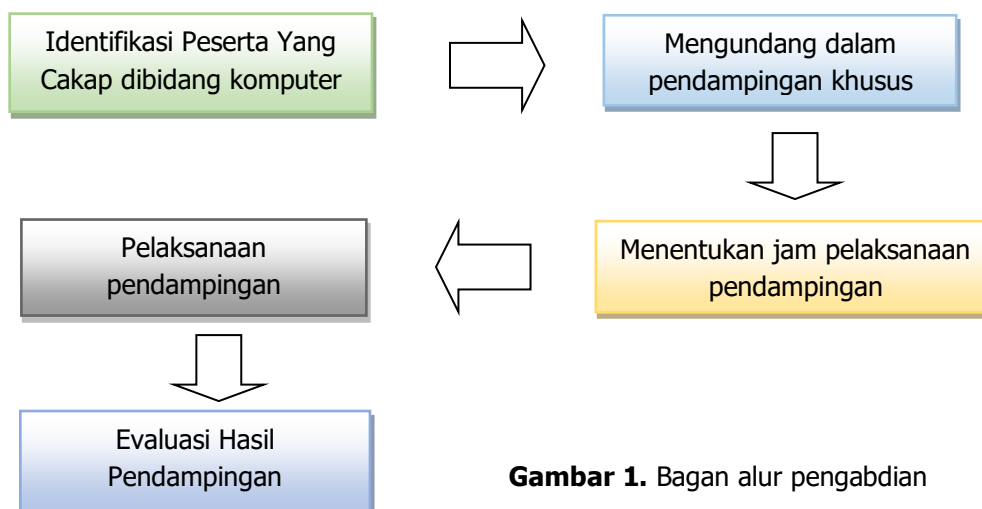 Identifikasi Peserta Yang
Cakap dibidang komputer
Mengundang dalam
pendampingan khusus
Menentukan jam pelaksanaan
pendampingan
Pelaksanaan
pendampingan
Evaluasi Hasil
Pendampingan
Gambar 1. Bagan alur pengabdian